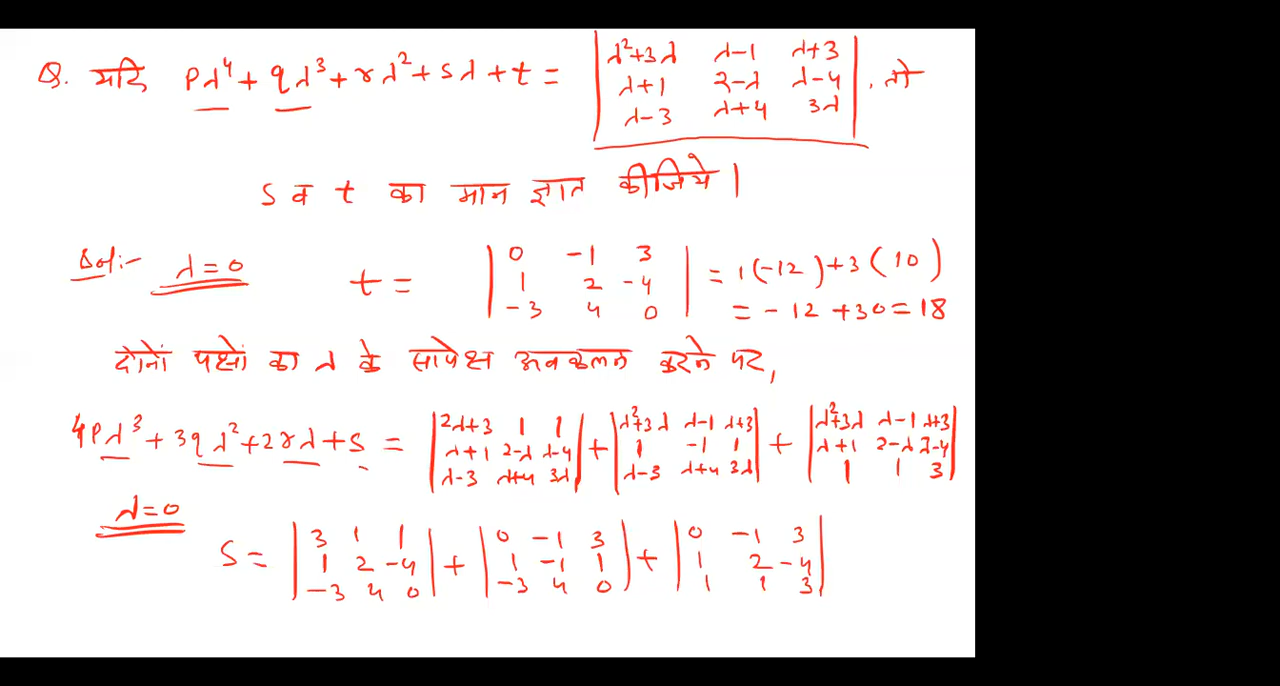 Q. यदि pλ⁴ + qλ³ + rλ² + sλ + t = | λ²+3λ λ-1 λ+3 |
| λ+1 2-λ λ-4 | , तो
| λ-3 λ+4 3λ |
s व t का मान ज्ञात कीजिये।
Sol:- λ=0 t = | 0 -1 3 | = 1(-12)+3(10)
| 1 2 -4 |
| -3 4 0 | = -12+30=18
दोनों पक्षों का λ के सापेक्ष अवकलन करने पर,
4pλ³ + 3qλ² + 2rλ + s = | 2λ+3 1 1 | + | λ²+3λ λ-1 λ+3 | + | λ²+3λ λ-1 λ+3 |
| λ+1 2-λ λ-4 | | 1 -1 1 | | λ+1 2-λ λ-4 |
| λ-3 λ+4 3λ | | λ-3 λ+4 3λ | | 1 1 3 |
λ=0
s = | 3 1 1 | + | 0 -1 3 | + | 0 -1 3 |
| 1 2 -4 | | 1 -1 1 | | 1 2 -4 |
| -3 4 0 | | -3 4 0 | | 1 1 3 |